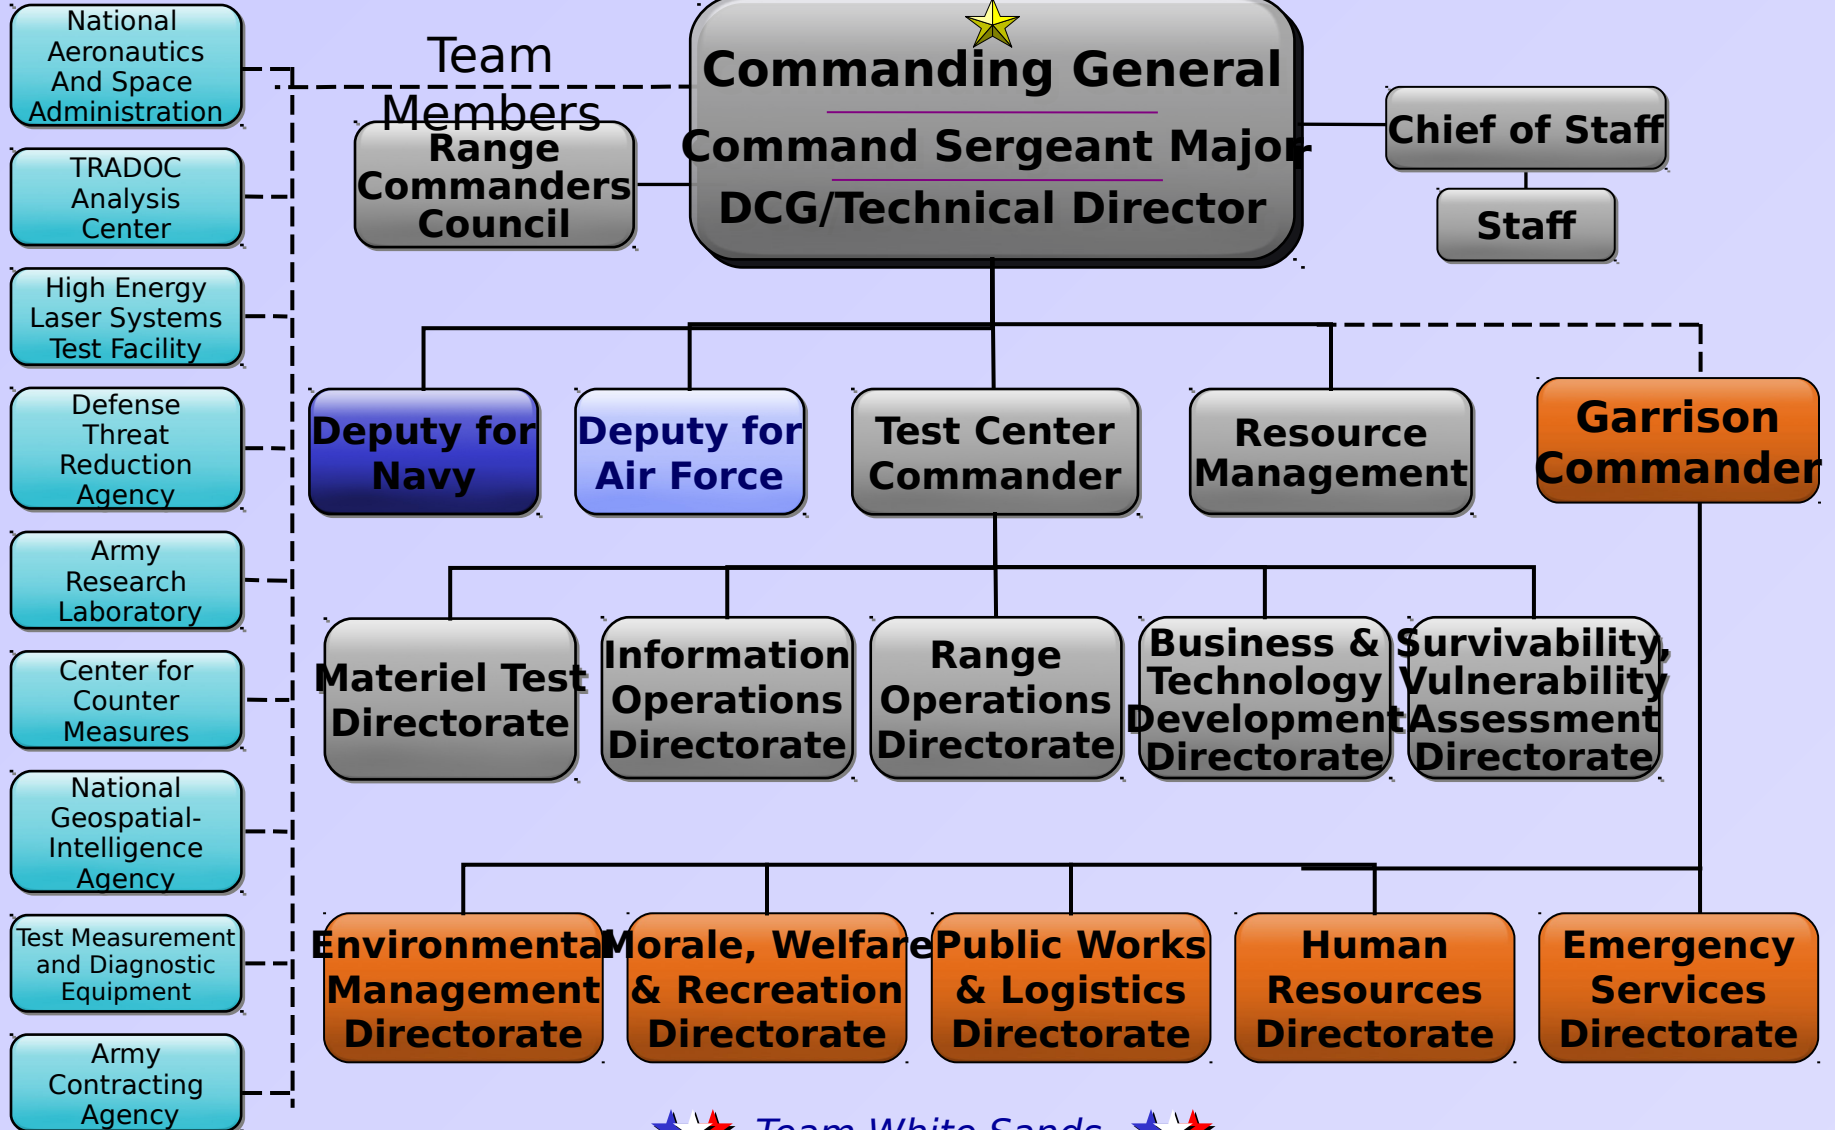 National
Aeronautics
And Space
Administration
TRADOC
Analysis
Center
High Energy
Laser Systems
Test Facility
Defense
Threat
Reduction
Agency
Army
Research
Laboratory
Center for
Counter
Measures
National
Geospatial-
Intelligence
Agency
Test Measurement
and Diagnostic
Equipment
Army
Contracting
Agency
Team
Members
Range
Commanders
Council
Commanding General
Command Sergeant Major
DCG/Technical Director
Chief of Staff
Staff
Deputy for
Navy
Deputy for
Air Force
Test Center
Commander
Resource
Management
Garrison
Commander
Materiel Test
Directorate
Information
Operations
Directorate
Range
Operations
Directorate
Business &
Technology
Development
Directorate
Survivability,
Vulnerability
Assessment
Directorate
Environmental
Management
Directorate
Morale, Welfare
& Recreation
Directorate
Public Works
& Logistics
Directorate
Human
Resources
Directorate
Emergency
Services
Directorate
Team White Sands